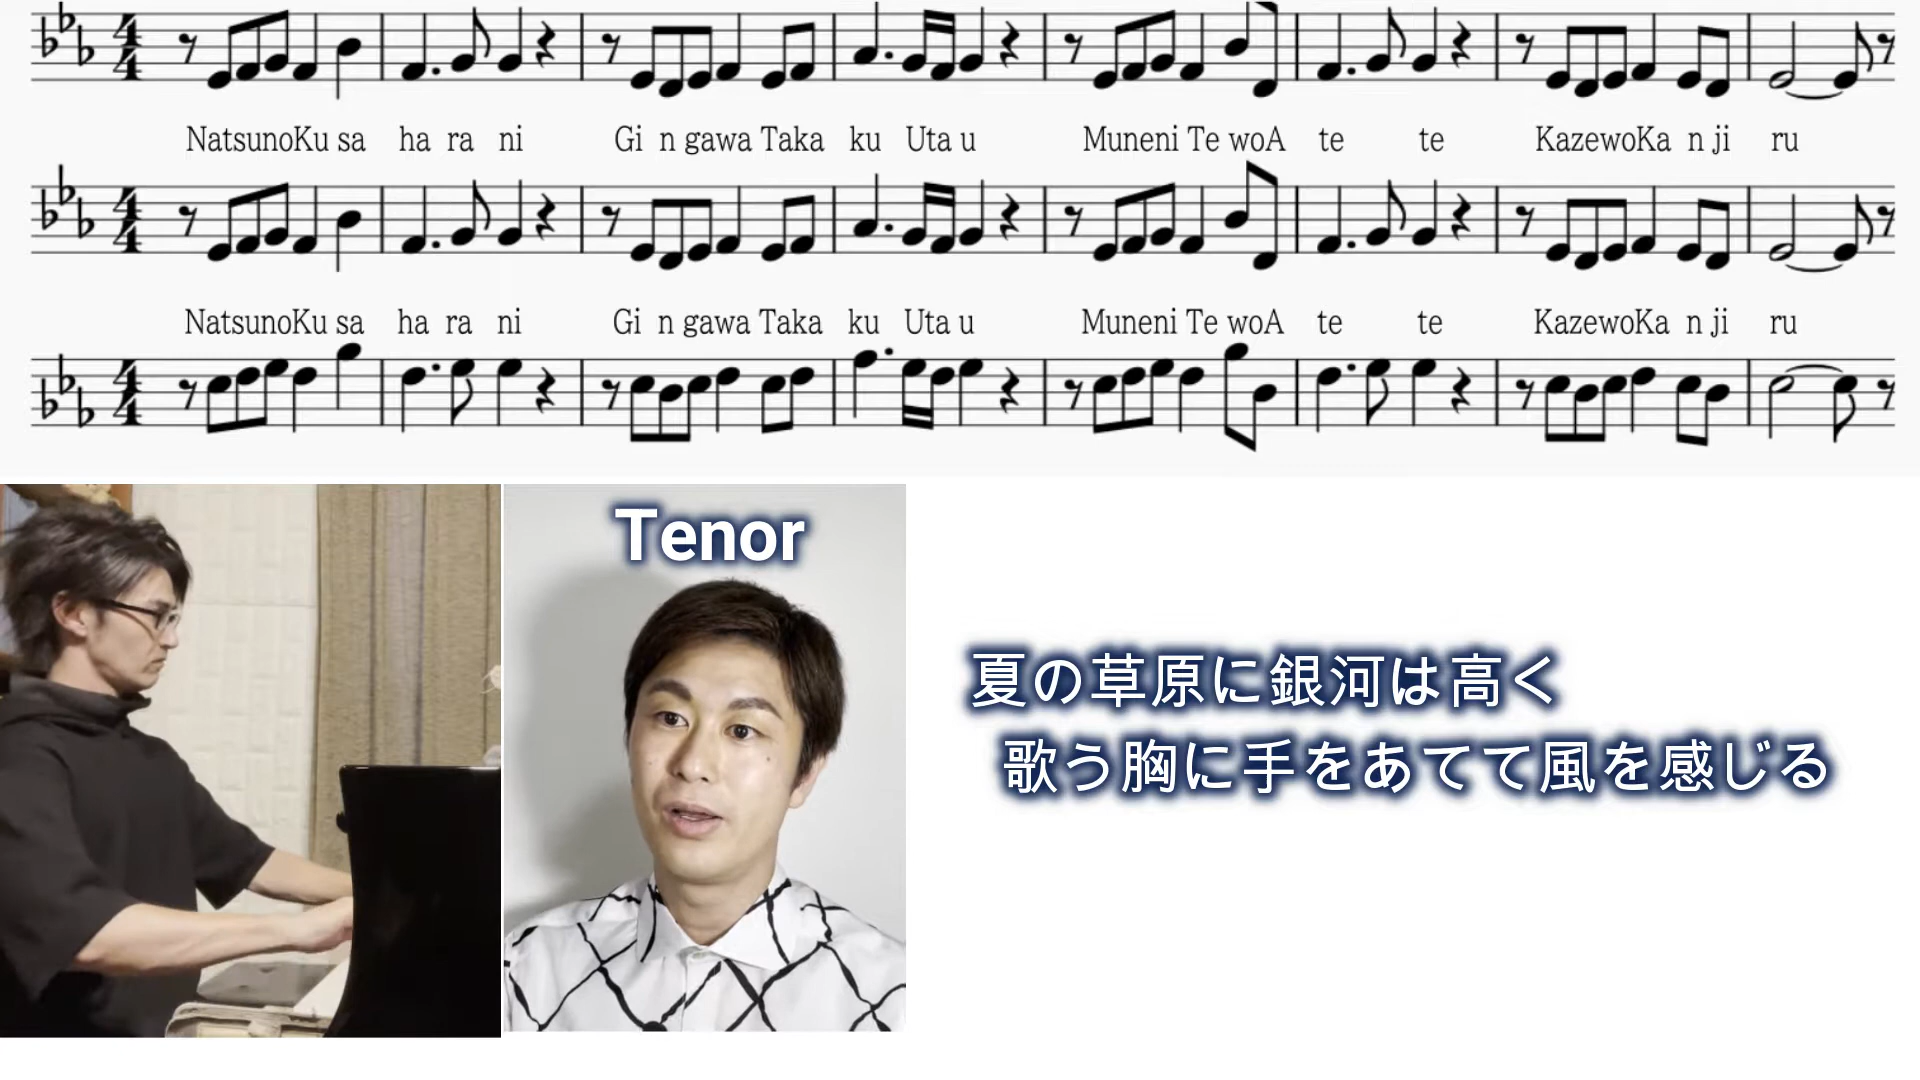 NatsunoKu sa ha ra ni Gi n gawa Taka ku Uta u Muneni Te woA te te KazewoKa n ji ru
NatsunoKu sa ha ra ni Gi n gawa Taka ku Uta u Muneni Te woA te te KazewoKa n ji ru
Tenor
夏の草原に銀河は高く
歌う胸に手をあてて風を感じる